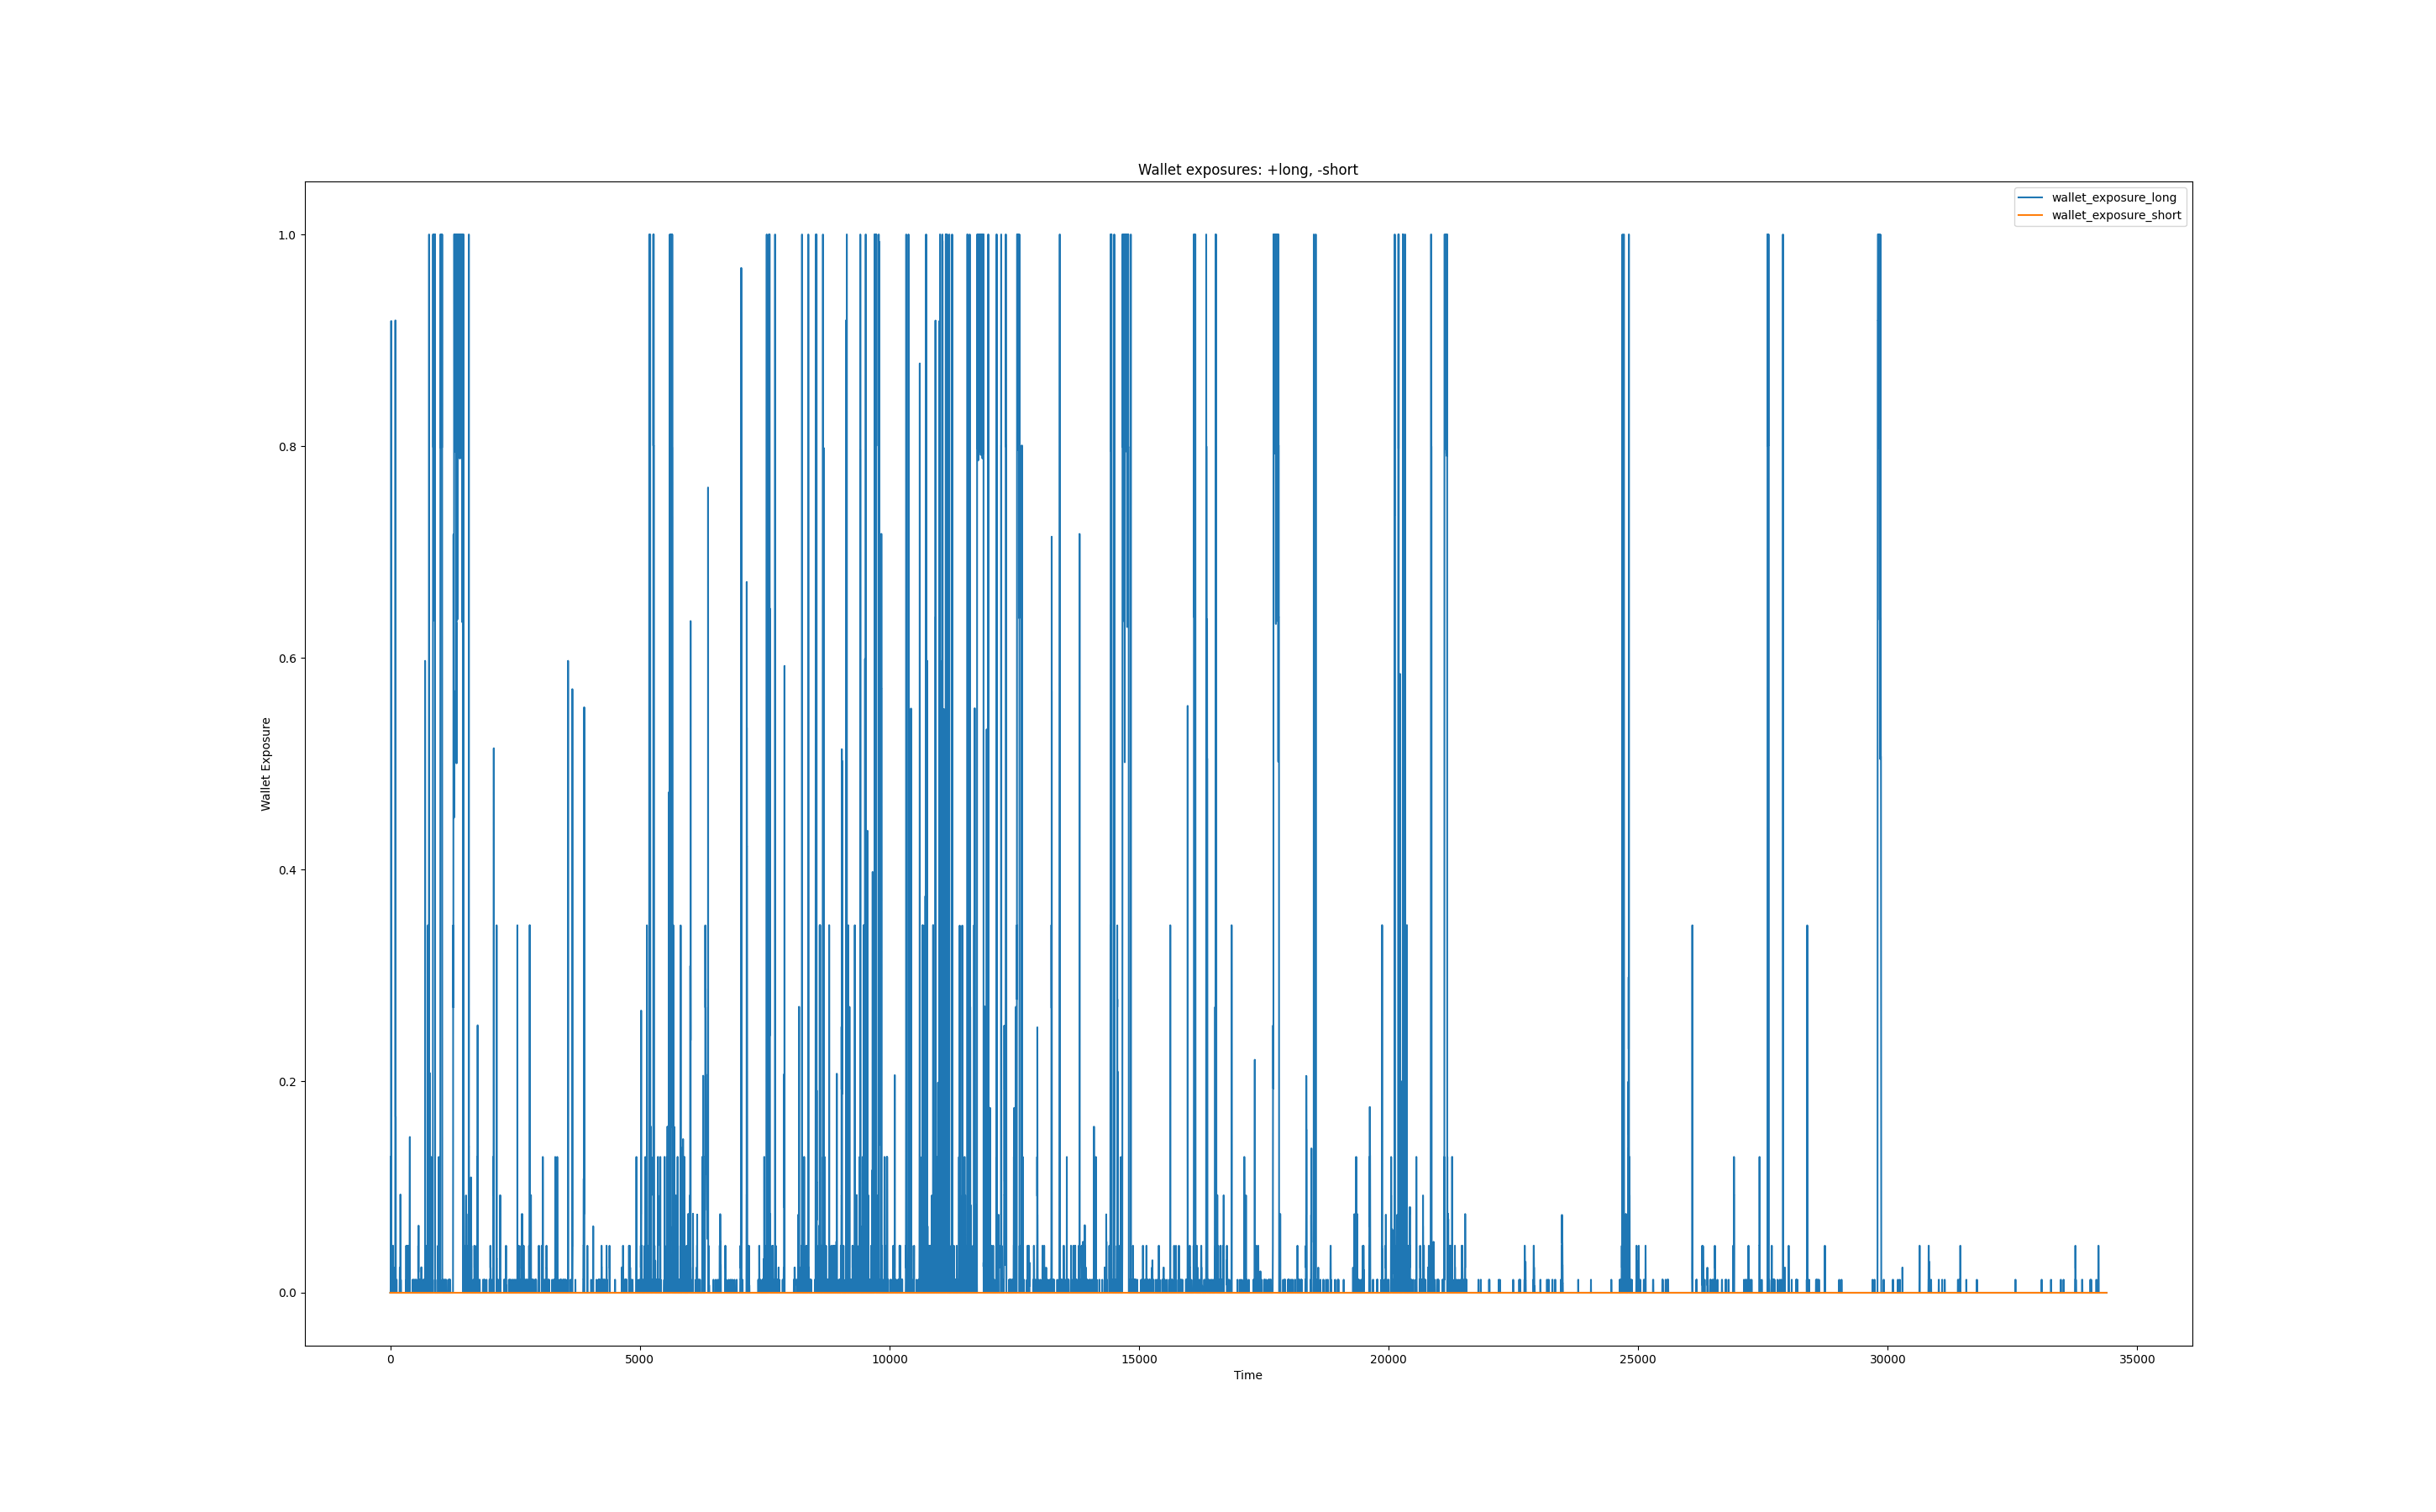 Wallet exposures: +long, -short
wallet_exposure_long
wallet_exposure_short
1.0
0.8
0.6
0.4
0.2
0.0
Wallet Exposure
0 5000 10000 15000 20000 25000 30000 35000
Time